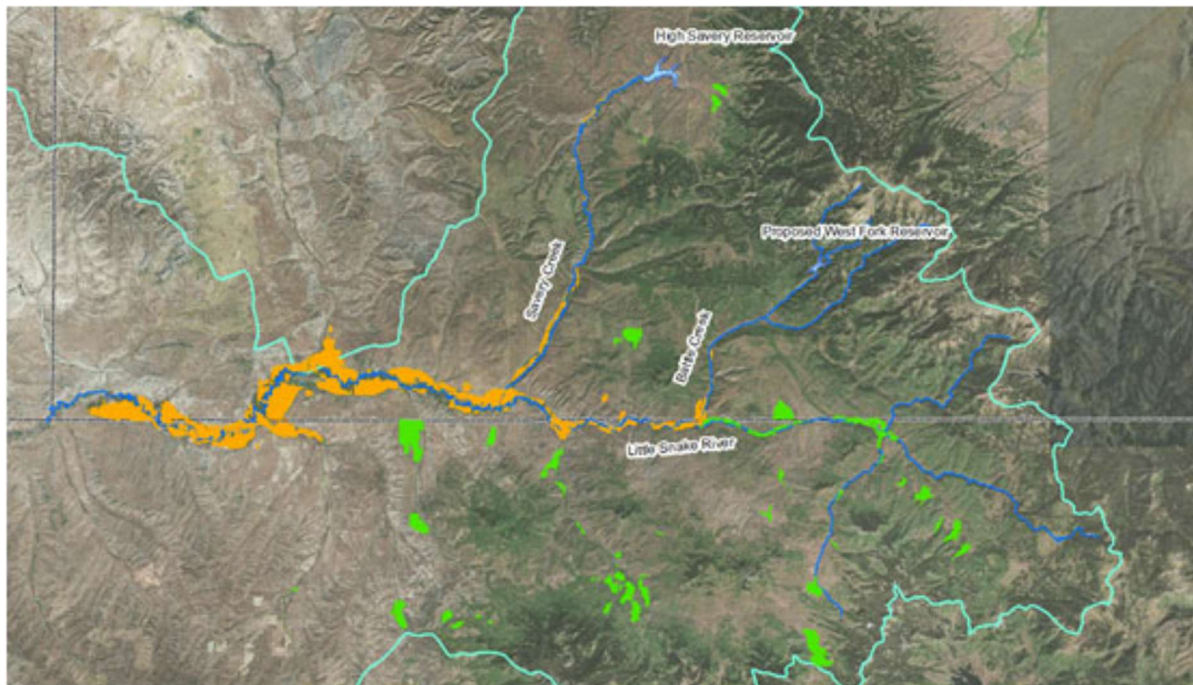 High Savery Reservoir
Proposed West Fork Reservoir
Savery Creek
Battle Creek
Little Snake River